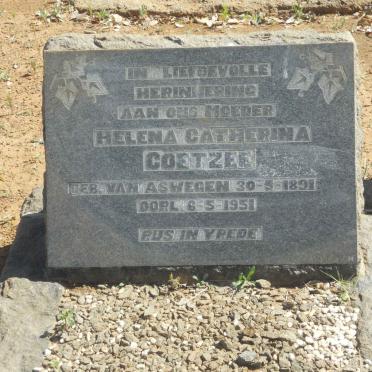 IN LIEFDEVOLLE
HERINNERING
AAN ONS MOEDER
HELENA CATHERINA
COETZEE
GEB. VAN ASWEGEN 30-5-1891
OORL 6-5-1951
RUS IN VREDE